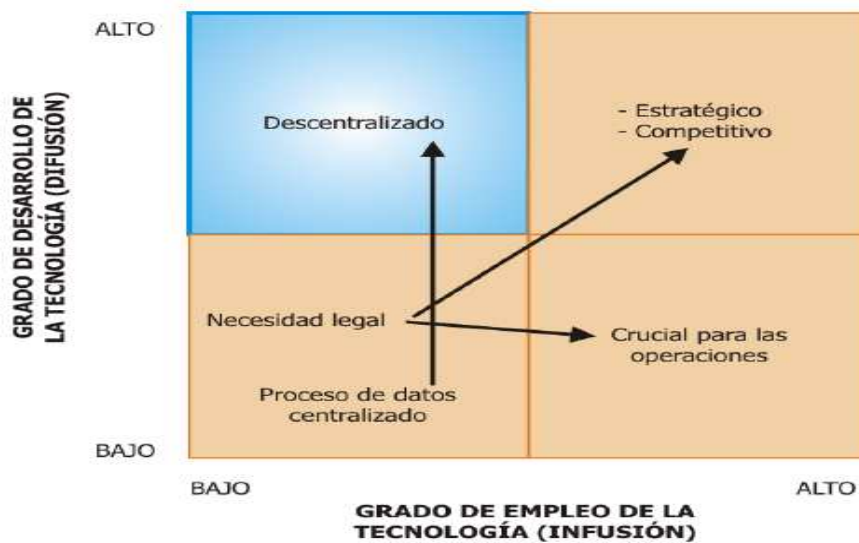 ALTO
GRADO DE DESARROLLO DE
LA TECNOLOGÍA (DIFUSIÓN)
Descentralizado
- Estratégico
- Competitivo
Necesidad legal
Crucial para las
operaciones
Proceso de datos
centralizado
BAJO
BAJO
ALTO
GRADO DE EMPLEO DE LA
TECNOLOGÍA (INFUSIÓN)